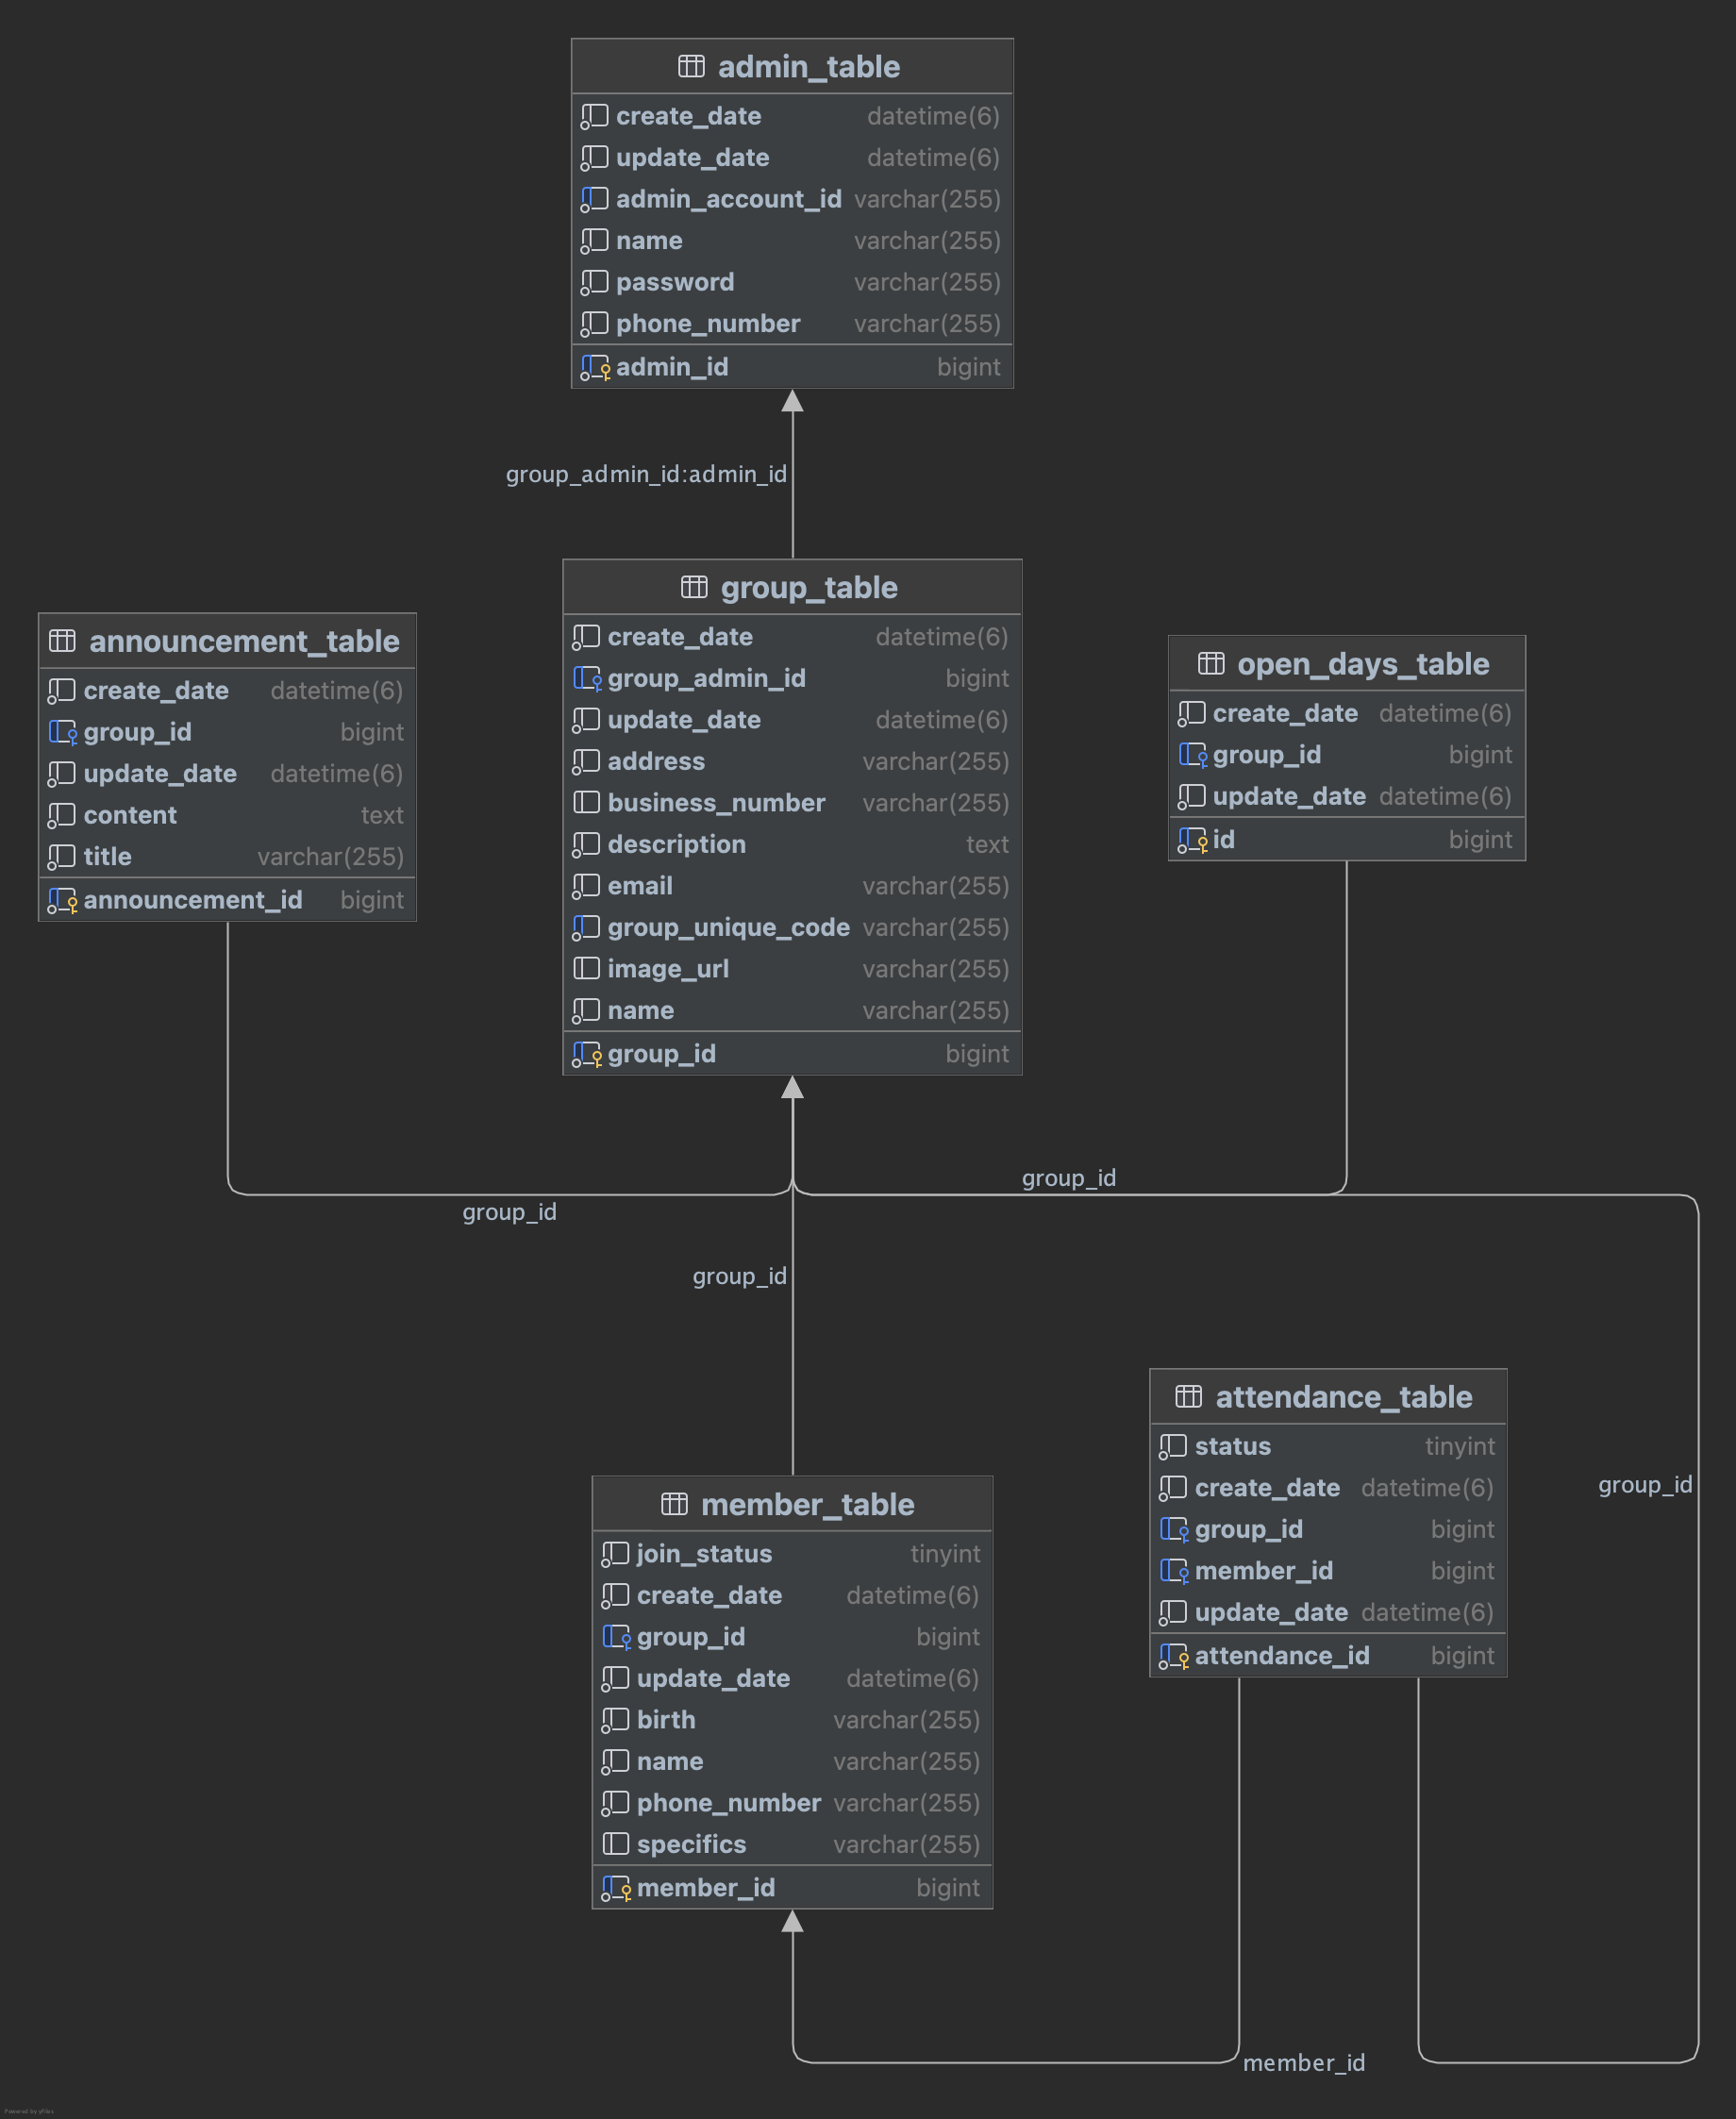 admin_table
create_date datetime(6)
update_date datetime(6)
admin_account_id varchar(255)
name varchar(255)
password varchar(255)
phone_number varchar(255)
admin_id bigint
group_admin_id:admin_id
group_table
create_date datetime(6)
group_admin_id bigint
update_date datetime(6)
address varchar(255)
business_number varchar(255)
description text
email varchar(255)
group_unique_code varchar(255)
image_url varchar(255)
name varchar(255)
group_id bigint
announcement_table
create_date datetime(6)
group_id bigint
update_date datetime(6)
content text
title varchar(255)
announcement_id bigint
open_days_table
create_date datetime(6)
group_id bigint
update_date datetime(6)
id bigint
group_id
group_id
group_id
attendance_table
status tinyint
create_date datetime(6)
group_id bigint
member_id bigint
update_date datetime(6)
attendance_id bigint
group_id
member_table
join_status tinyint
create_date datetime(6)
group_id bigint
update_date datetime(6)
birth varchar(255)
name varchar(255)
phone_number varchar(255)
specifics varchar(255)
member_id bigint
member_id
Powered by yFiles